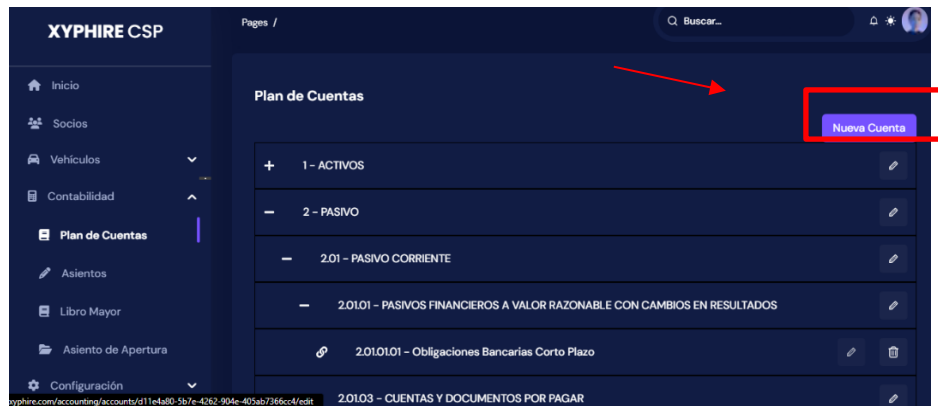 XYPHIRE CSP
Pages /
Buscar...
Inicio
Socios
Vehículos
Contabilidad
Plan de Cuentas
Asientos
Libro Mayor
Asiento de Apertura
Configuración
Plan de Cuentas
Nueva Cuenta
1 - ACTIVOS
2 - PASIVO
2.01 - PASIVO CORRIENTE
2.01.01 - PASIVOS FINANCIEROS A VALOR RAZONABLE CON CAMBIOS EN RESULTADOS
2.01.01.01 - Obligaciones Bancarias Corto Plazo
2.01.03 - CUENTAS Y DOCUMENTOS POR PAGAR
xyphire.com/accounting/accounts/d11e4a80-5b7e-4262-904e-405ab7366cc4/edit